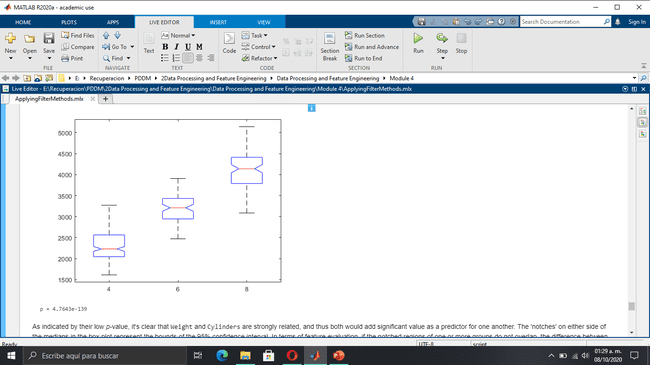 MATLAB R2020a - academic use
HOME PLOTS APPS LIVE EDITOR INSERT VIEW
Search Documentation
Sign In
New Open Save
Find Files
Compare
Print
Go To
Find
Text
Normal
B I U M
Code
Task
Control
Refactor
Section Break
Run Section
Run and Advance
Run to End
Run Step Stop
FILE NAVIGATE TEXT CODE SECTION RUN
E: Recuperacion PDDM 2Data Processing and Feature Engineering Data Processing and Feature Engineering Module 4
Live Editor - E:\Recuperacion\PDDM\2Data Processing and Feature Engineering\Data Processing and Feature Engineering\Module 4\ApplyingFilterMethods.mlx
ApplyingFilterMethods.mlx
5000
4500
4000
3500
3000
2500
2000
1500
4 6 8
p = 4.7643e-139
As indicated by their low p-value, it's clear that Weight and Cylinders are strongly related, and thus both would add significant value as a predictor for one another. The 'notches' on either side of
the medians in the box plot represent the bounds of the 95% confidence interval. In terms of feature evaluation, if the notched regions of one or more groups do not overlap, the difference between
Ready
UTF-8
script
Escribe aquí para buscar
01:29 a. m.
08/10/2020